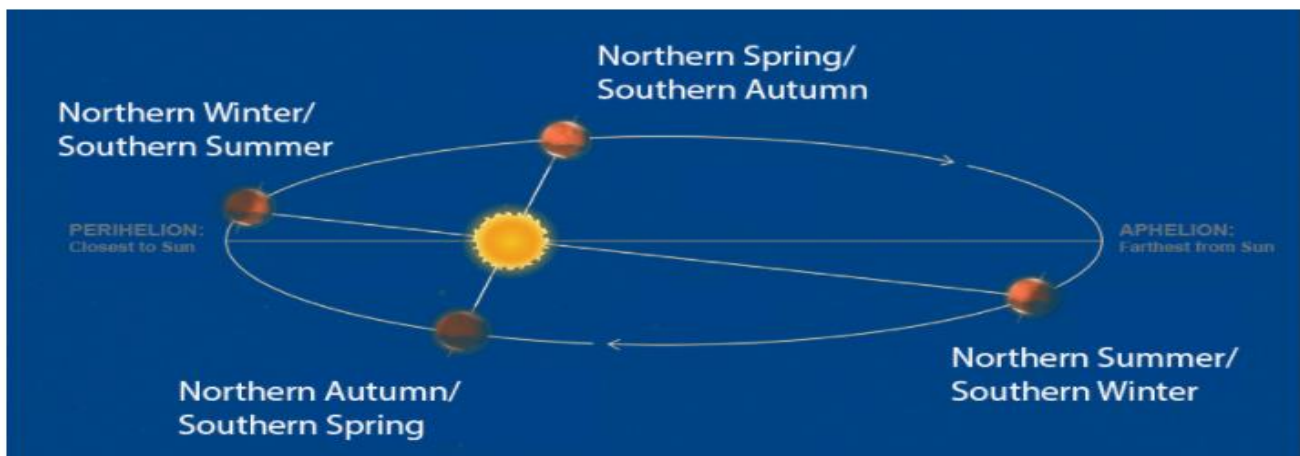 Northern Spring/
Southern Autumn
Northern Winter/
Southern Summer
PERIHELION:
Closest to Sun
APHELION:
Farthest from Sun
Northern Summer/
Southern Winter
Northern Autumn/
Southern Spring